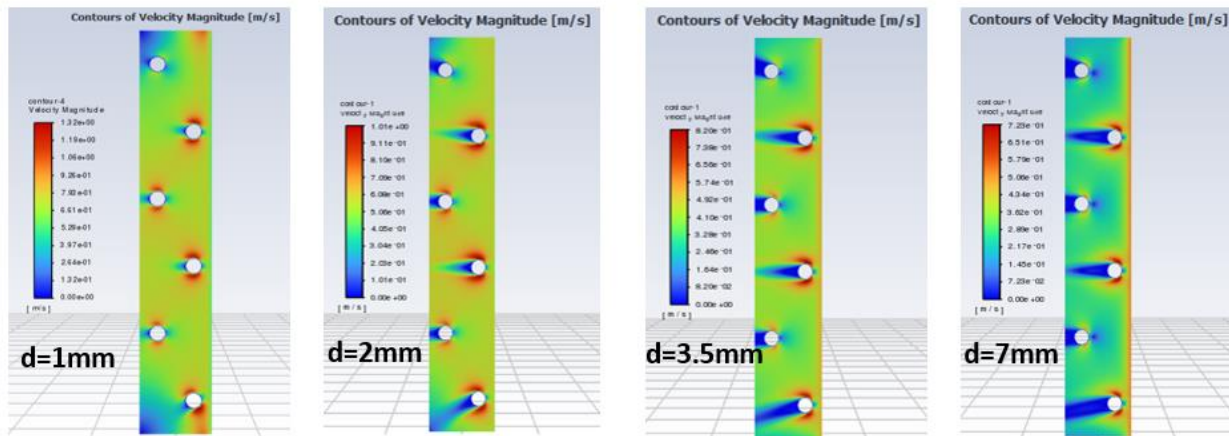 Contours of Velocity Magnitude [m/s]
contour-4
Velocity Magnitude
1.32e+00
1.19e+00
1.06e+00
9.26e-01
7.93e-01
6.61e-01
5.29e-01
3.97e-01
2.64e-01
1.32e-01
0.00e+00
[ m/s]
d=1mm
Contours of Velocity Magnitude [m/s]
1.01e +00
9.11e-01
8.10e-01
7.09e-01
6.08e-01
5.06e-01
4.05e-01
3.04e-01
2.03e-01
1.01e-01
0.00e +00
[ m / s ]
d=2mm
Contours of Velocity Magnitude [m/s]
8.20e-01
7.38e-01
6.56e-01
5.74e-01
4.92e-01
4.10e-01
3.28e-01
2.46e-01
1.64e-01
8.20e-02
0.00e +00
[ m / s ]
d=3.5mm
Contours of Velocity Magnitude [m/s]
7.23e-01
6.51e-01
5.79e-01
5.06e-01
4.34e-01
3.62e-01
2.89e-01
2.17e-01
1.45e-01
7.23e-02
0.00e +00
[ m / s ]
d=7mm